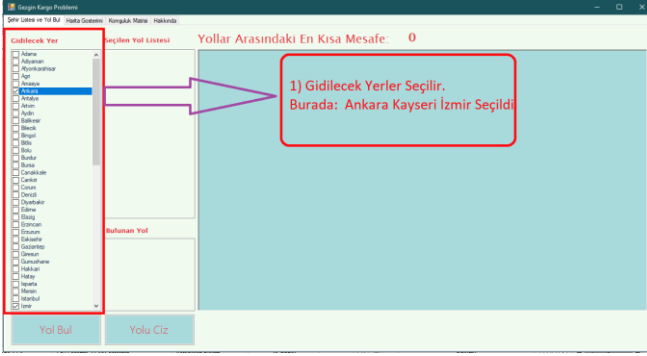 Gezgin Kargo Problemi
Şehir Listesi ve Yol Bul Harita Gösterimi Komşuluk Matrisi Hakkında
Gidilecek Yer
Seçilen Yol Listesi
Yollar Arasındaki En Kısa Mesafe: 0
Adana
Adıyaman
Afyonkarahisar
Agri
Amasya
Ankara
Antalya
Artvin
Aydin
Balikesir
Bilecik
Bingol
Bitlis
Bolu
Burdur
Bursa
Canakkale
Cankiri
Corum
Denizli
Diyarbakir
Edirne
Elazig
Erzincan
Erzurum
Eskisehir
Gaziantep
Giresun
Gumushane
Hakkari
Hatay
Isparta
Mersin
Istanbul
Izmir
1) Gidilecek Yerler Seçilir.
Burada: Ankara Kayseri İzmir Seçildi
Bulunan Yol
Yol Bul
Yolu Ciz